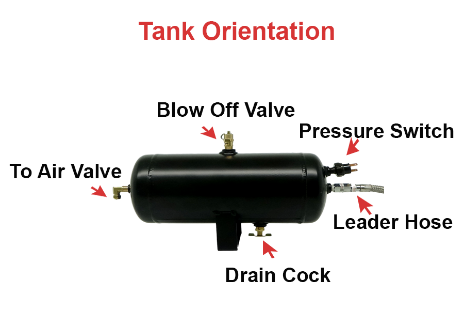 Tank Orientation
Blow Off Valve
Pressure Switch
To Air Valve
Leader Hose
Drain Cock